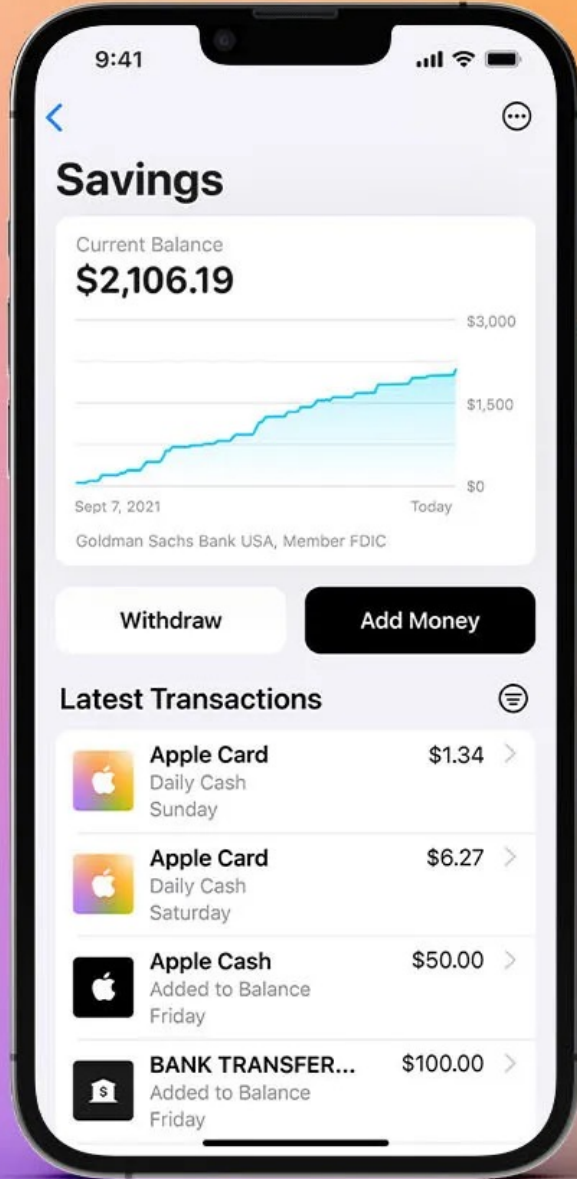 9:41
Savings
Current Balance
$2,106.19
$3,000
$1,500
$0
Sept 7, 2021 Today
Goldman Sachs Bank USA, Member FDIC
Withdraw Add Money
Latest Transactions
Apple Card $1.34
Daily Cash
Sunday
Apple Card $6.27
Daily Cash
Saturday
Apple Cash $50.00
Added to Balance
Friday
$
BANK TRANSFER... $100.00
Added to Balance
Friday